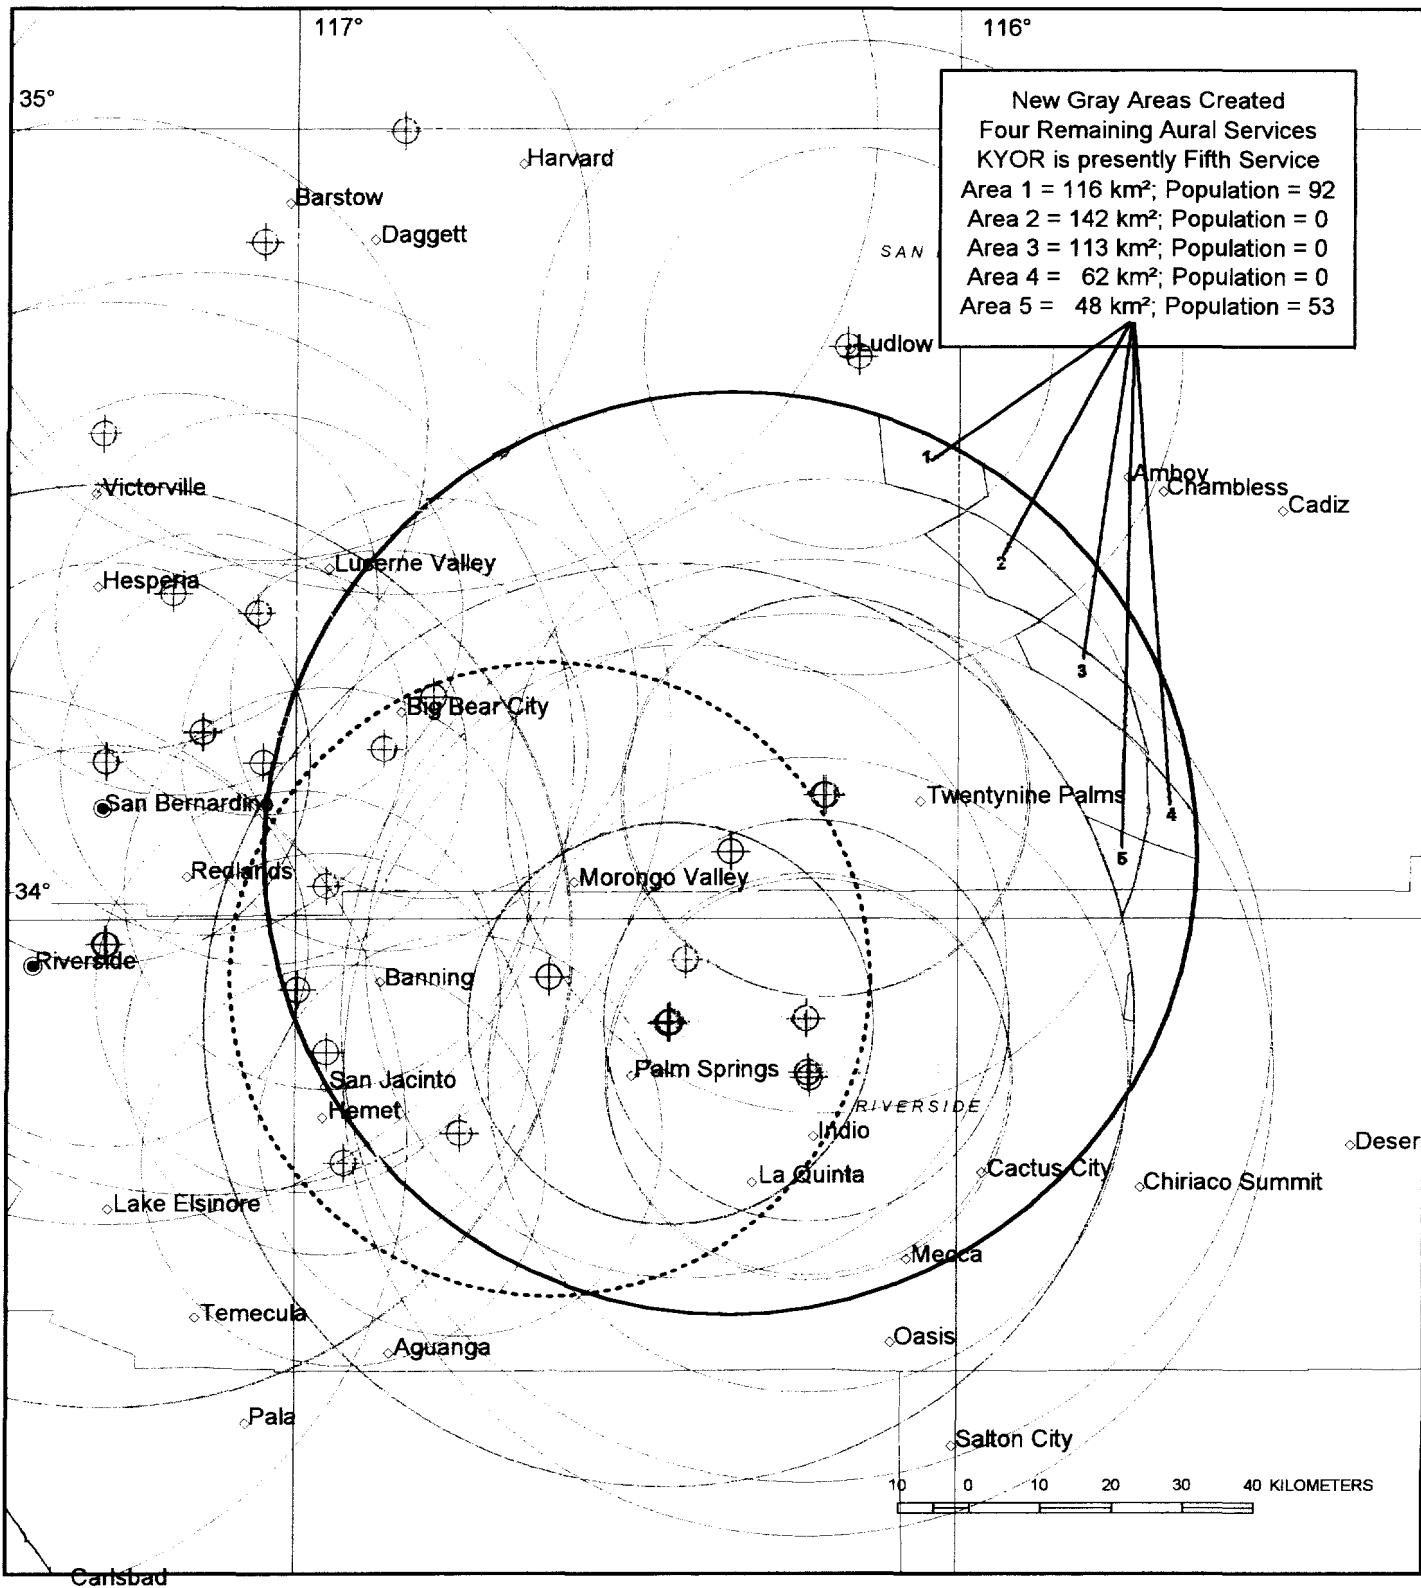 117°
116°
35°
New Gray Areas Created
Four Remaining Aural Services
KYOR is presently Fifth Service
Area 1 = 116 km²; Population = 92
Area 2 = 142 km²; Population = 0
Area 3 = 113 km²; Population = 0
Area 4 = 62 km²; Population = 0
Area 5 = 48 km²; Population = 53
Harvard
Barstow
Daggett
SAN
Ludlow
1
Amboy
Chambless
Cadiz
Victorville
Lucerne Valley
2
Hesperia
3
Big Bear City
San Bernardino
Twentynine Palms
4
5
Redlands
Morongo Valley
34°
Riverside
Banning
Palm Springs
San Jacinto
Hemet
RIVERSIDE
Indio
Deser
La Quinta
Cactus City
Chiriaco Summit
Lake Elsinore
Mecca
Temecula
Oasis
Aguanga
Pala
Salton City
10 0 10 20 30 40 KILOMETERS
Carlsbad